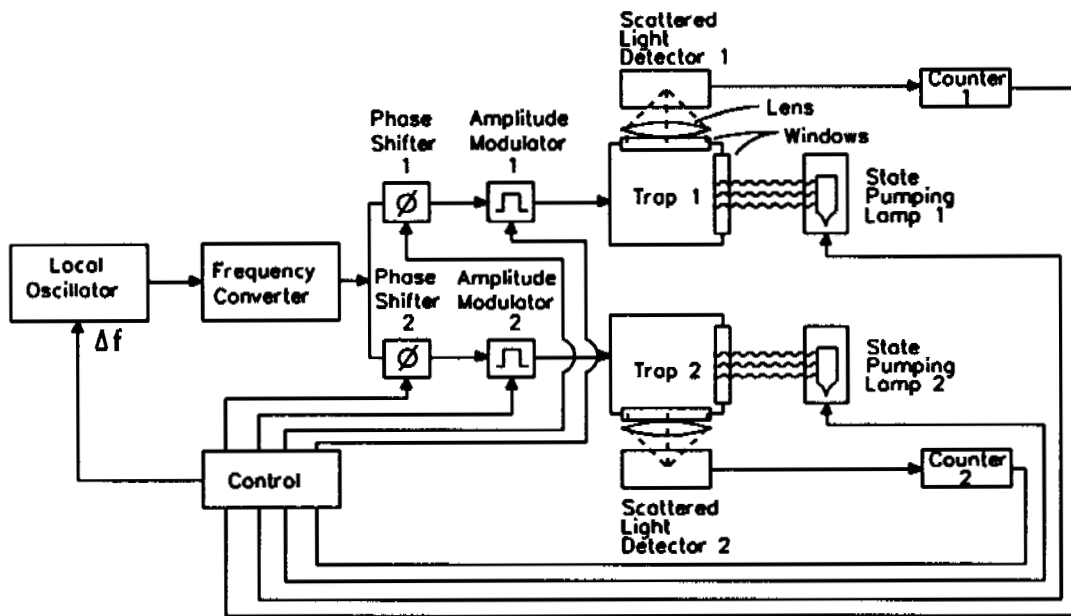 Scattered
Light
Detector 1
Counter
1
Lens
Windows
Phase
Shifter
1
Amplitude
Modulator
1
Ø
Trap 1
State
Pumping
Lamp 1
Local
Oscillator
Frequency
Converter
Phase
Shifter
2
Amplitude
Modulator
2
Δf
Ø
Trap 2
State
Pumping
Lamp 2
Control
Counter
2
Scattered
Light
Detector 2